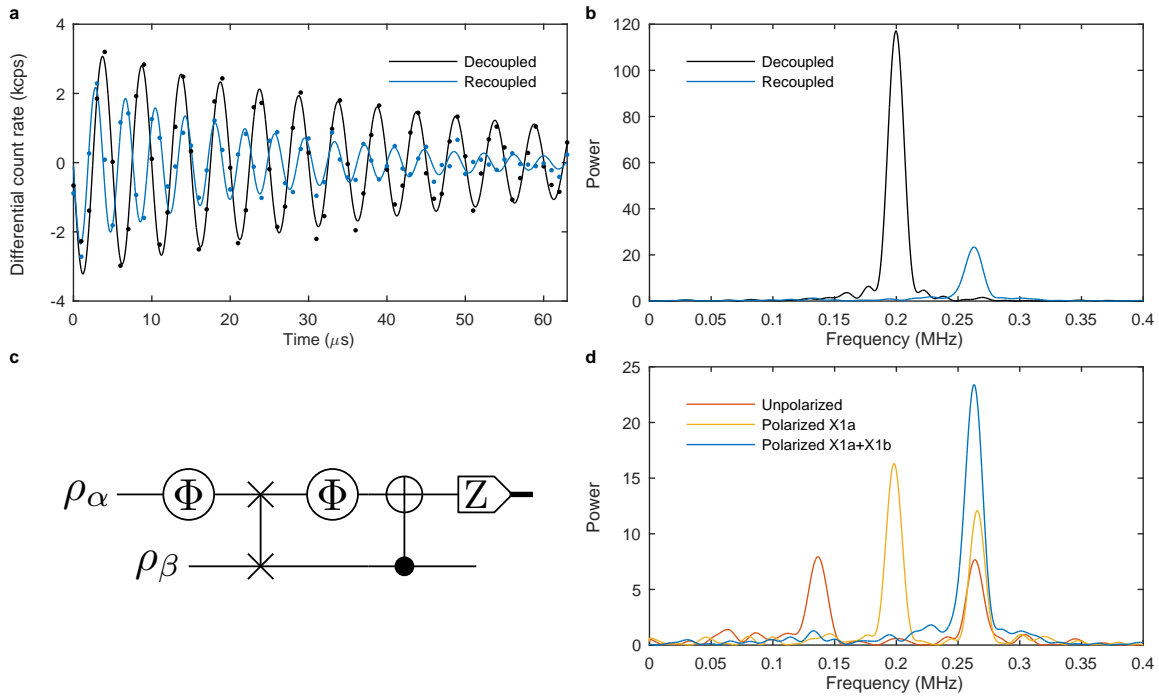 a
4
2
0
-2
-4
Differential count rate (kcps)
Decoupled
Recoupled
0 10 20 30 40 50 60
Time (μs)
b
120
100
80
60
40
20
0
Power
Decoupled
Recoupled
0 0.05 0.1 0.15 0.2 0.25 0.3 0.35 0.4
Frequency (MHz)
c
ρα Φ Φ Z
ρβ
d
25
20
15
10
5
0
Power
Unpolarized
Polarized X1a
Polarized X1a+X1b
0 0.05 0.1 0.15 0.2 0.25 0.3 0.35 0.4
Frequency (MHz)